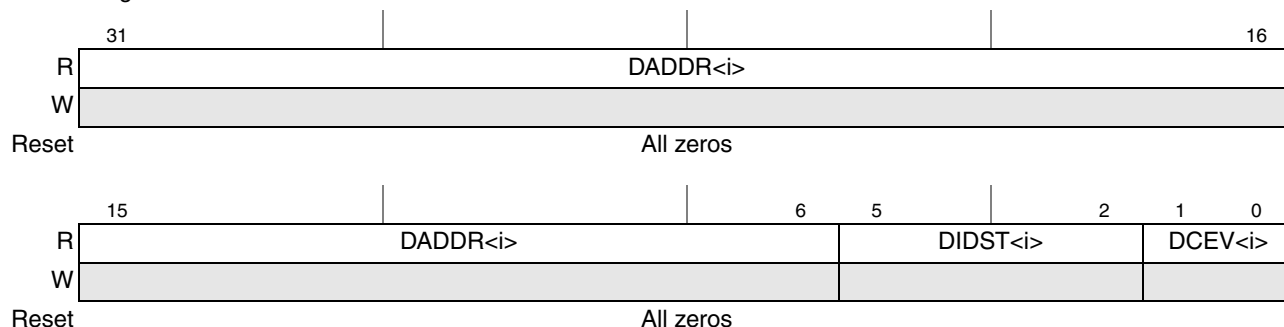 31 16
R DADDR<i>
W
Reset All zeros
15 6 5 2 1 0
R DADDR<i> DIDST<i> DCEV<i>
W
Reset All zeros